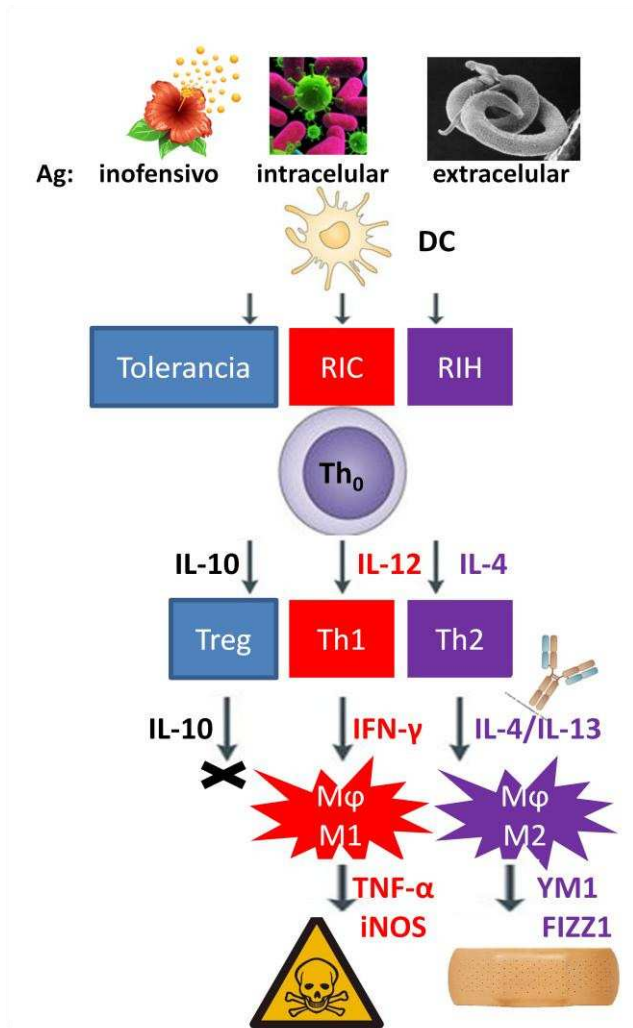 Ag: inofensivo intracelular extracelular
DC
Tolerancia RIC RIH
Th₀
IL-10 IL-12 IL-4
Treg Th1 Th2
IL-10 IFN-γ IL-4/IL-13
Mφ Mφ
M1 M2
TNF-α YM1
iNOS FIZZ1